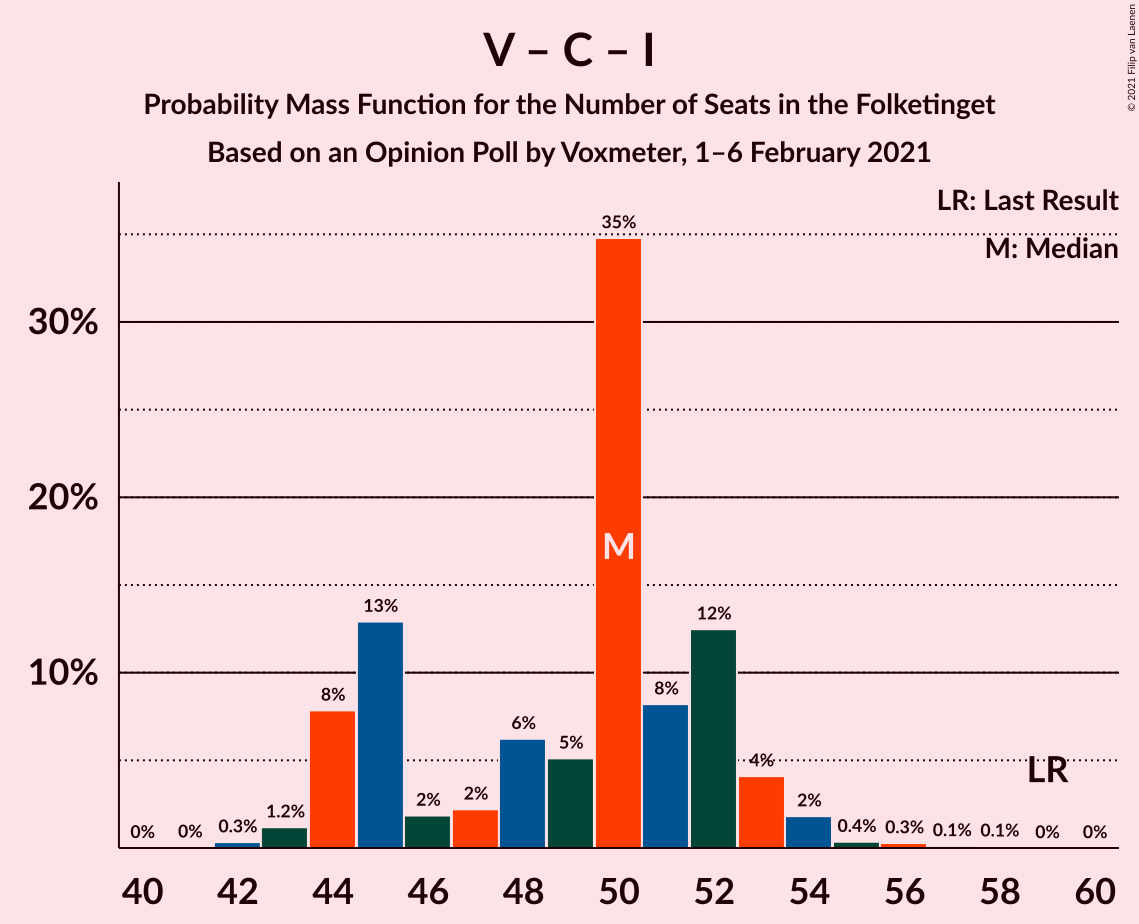 V – C – I
Probability Mass Function for the Number of Seats in the Folketinget
Based on an Opinion Poll by Voxmeter, 1–6 February 2021
© 2021 Filip van Laenen
LR: Last Result
M: Median
30%
20%
10%
0%
0%
0.3%
1.2%
8%
13%
2%
2%
6%
5%
35%
8%
12%
4%
2%
0.4%
0.3%
0.1%
0.1%
0%
0%
M
LR
40 42 44 46 48 50 52 54 56 58 60